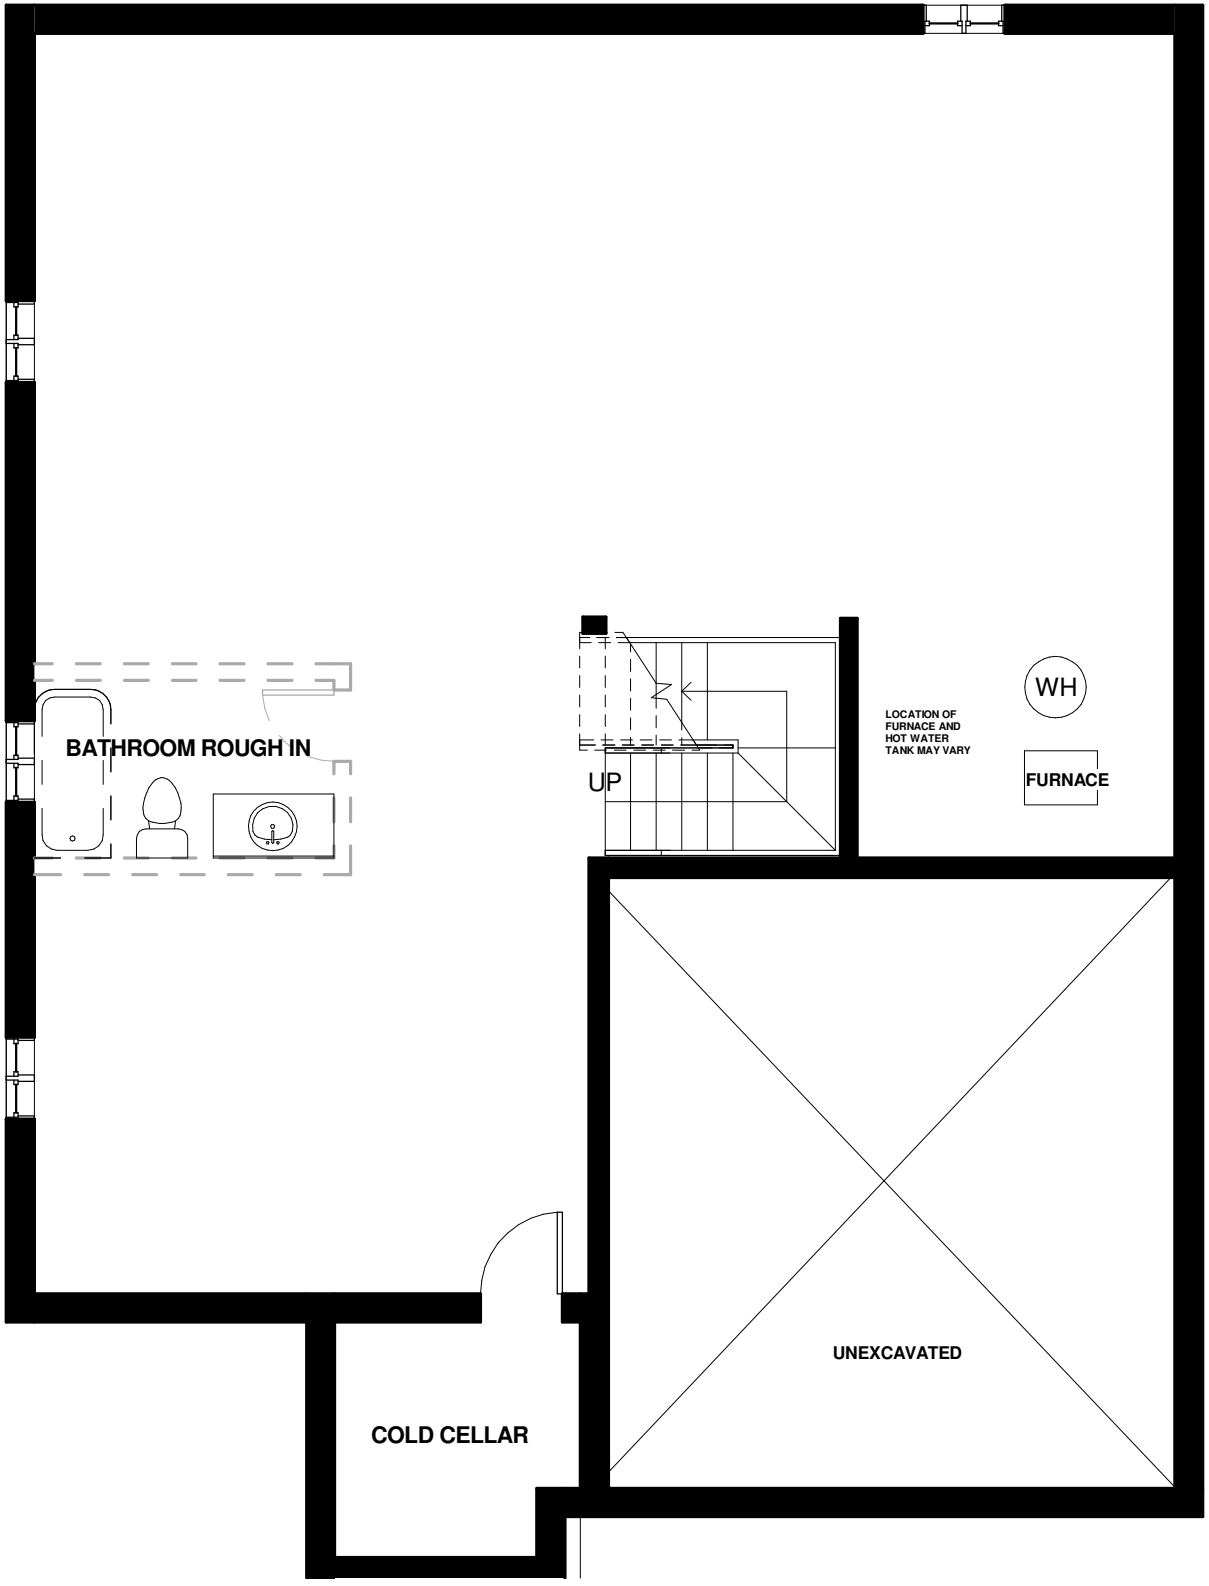 WH
LOCATION OF
FURNACE AND
HOT WATER
TANK MAY VARY
BATHROOM ROUGH IN
UP
FURNACE
UNEXCAVATED
COLD CELLAR